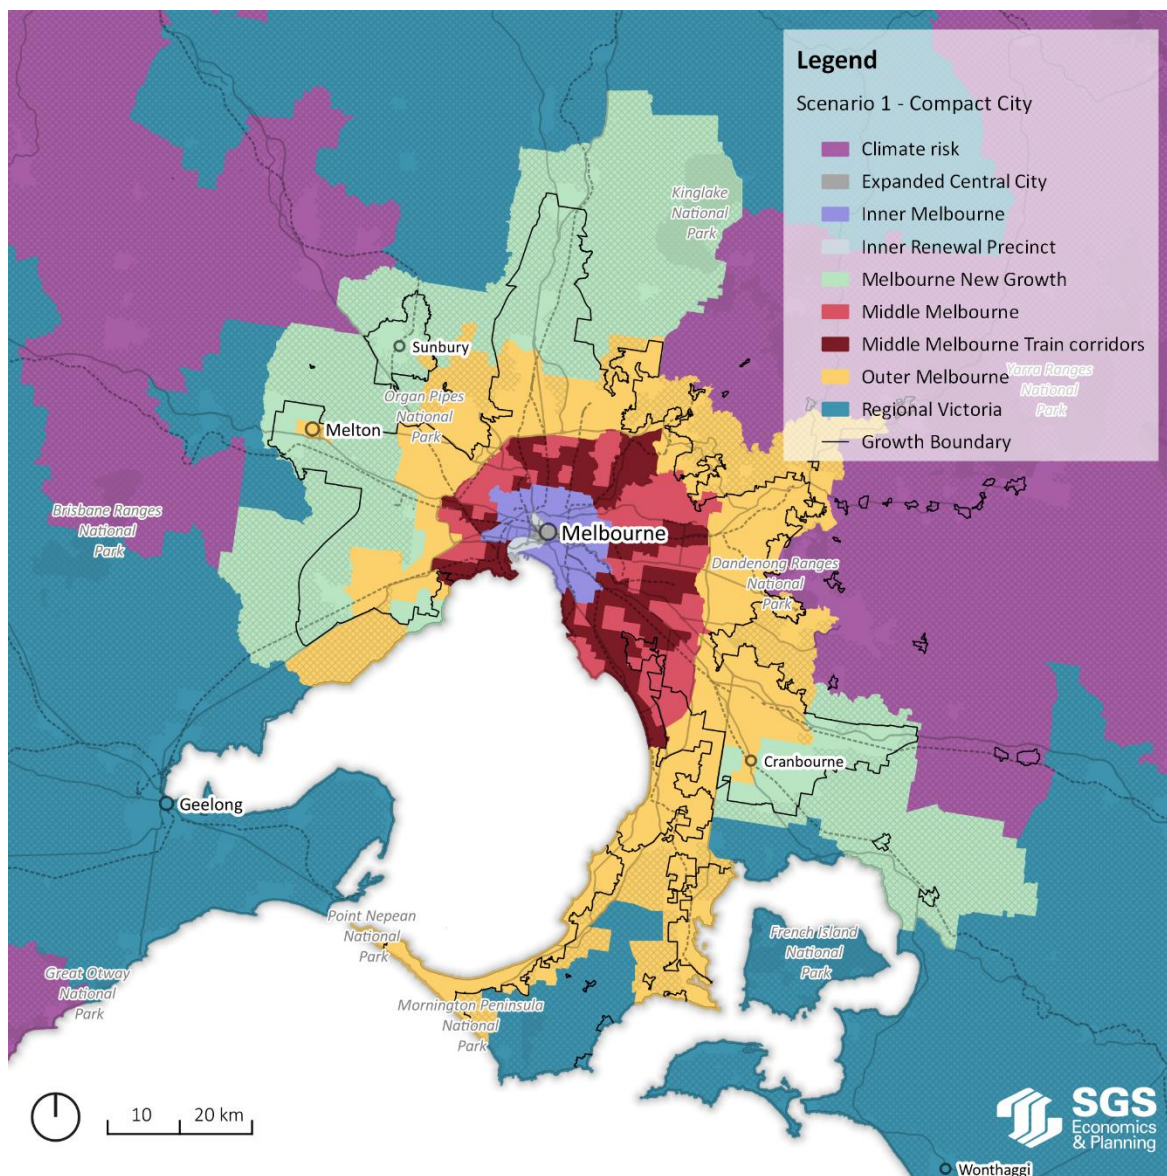 Legend
Scenario 1 - Compact City
Climate risk
Expanded Central City
Inner Melbourne
Inner Renewal Precinct
Melbourne New Growth
Middle Melbourne
Middle Melbourne Train corridors
Outer Melbourne
Regional Victoria
Growth Boundary
Kinglake
National
Park
Yarra Ranges
National
Park
Sunbury
Organ Pipes
National
Park
Melton
Brisbane Ranges
National
Park
Melbourne
Dandenong Ranges
National
Park
Cranbourne
Geelong
Point Nepean
National
Park
French Island
National
Park
Great Otway
National
Park
Mornington Peninsula
National
Park
10
20 km
SGS
Economics
& Planning
Wonthaggi